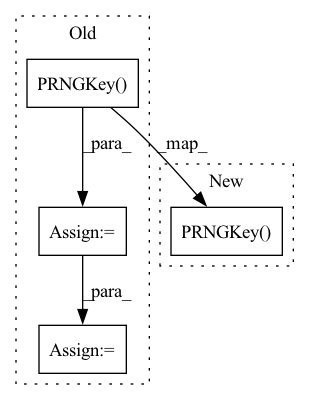 Old
PRNGKey()
_para_
_map_
New
Assign:=
PRNGKey()
_para_
Assign:=